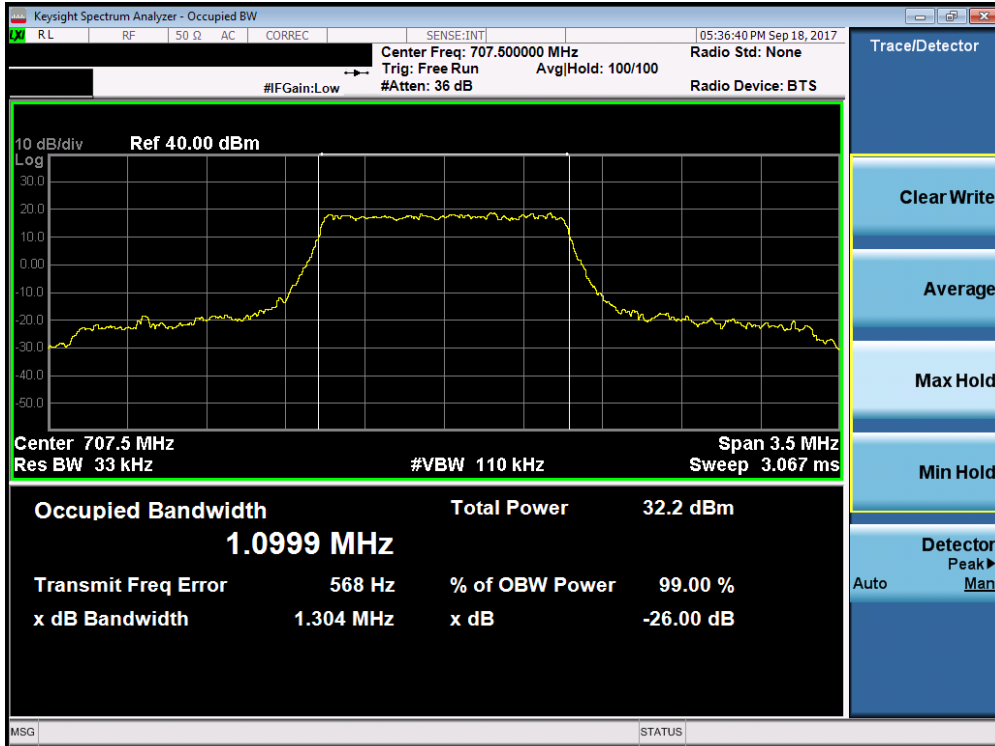 Keysight Spectrum Analyzer - Occupied BW
LXI RL RF 50 Ω AC CORREC SENSE:INT 05:36:40 PM Sep 18, 2017
Center Freq: 707.500000 MHz Radio Std: None
Trig: Free Run Avg|Hold: 100/100
#IFGain:Low #Atten: 36 dB Radio Device: BTS
10 dB/div Ref 40.00 dBm
Log
30.0
20.0
10.0
0.00
-10.0
-20.0
-30.0
-40.0
-50.0
Center 707.5 MHz Span 3.5 MHz
Res BW 33 kHz #VBW 110 kHz Sweep 3.067 ms
Occupied Bandwidth Total Power 32.2 dBm
1.0999 MHz
Transmit Freq Error 568 Hz % of OBW Power 99.00 %
x dB Bandwidth 1.304 MHz x dB -26.00 dB
MSG STATUS
Trace/Detector
Clear Write
Average
Max Hold
Min Hold
Detector
Peak▶
Auto Man